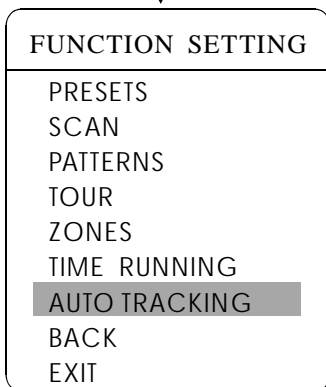 FUNCTION SETTING
PRESETS
SCAN
PATTERNS
TOUR
ZONES
TIME RUNNING
AUTO TRACKING
BACK
EXIT